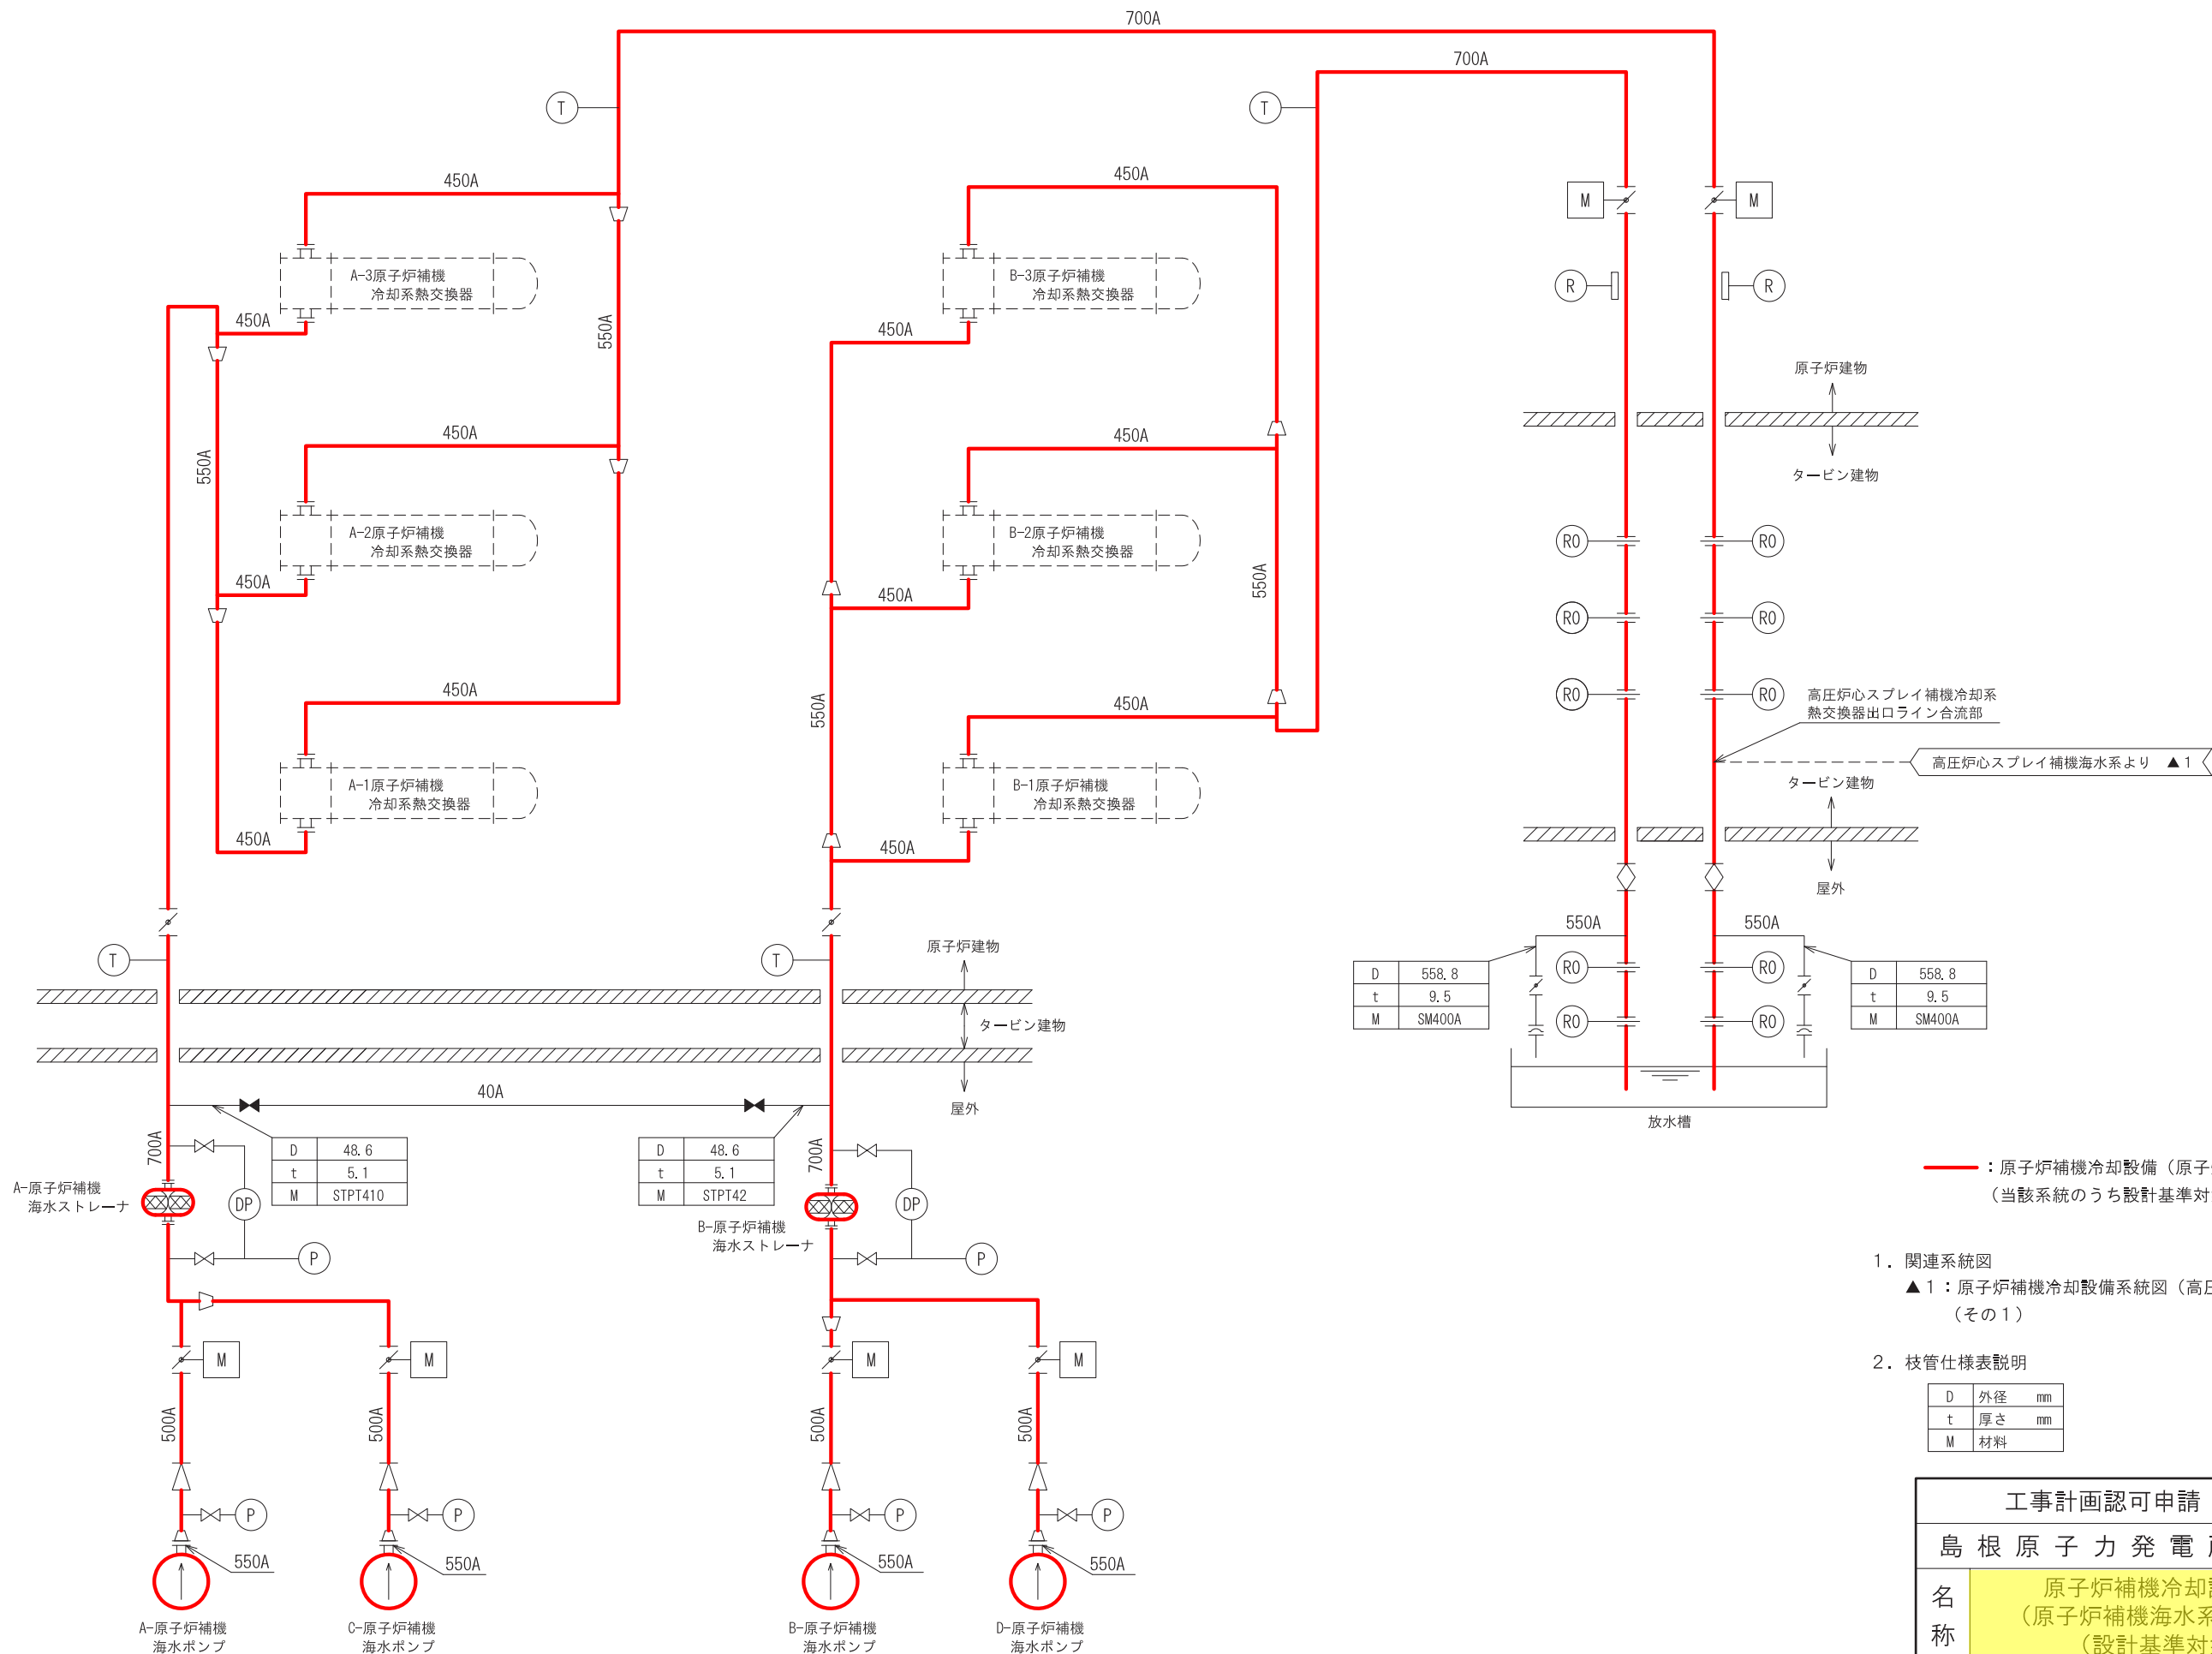 700A
700A
T
T
450A
450A
M
M
A-3原子炉補機
冷却系熱交換器
B-3原子炉補機
冷却系熱交換器
R
R
450A
550A
450A
原子炉建物
タービン建物
450A
450A
550A
A-2原子炉補機
冷却系熱交換器
B-2原子炉補機
冷却系熱交換器
RO
RO
450A
450A
550A
RO
RO
450A
450A
550A
RO
RO
高圧炉心スプレイ補機冷却系
熱交換器出口ライン合流部
高圧炉心スプレイ補機海水系より ▲1
A-1原子炉補機
冷却系熱交換器
B-1原子炉補機
冷却系熱交換器
タービン建物
屋外
450A
450A
550A
550A
T
T
原子炉建物
タービン建物
屋外
D 558.8
t 9.5
M SM400A
RO
RO
RO
RO
D 558.8
t 9.5
M SM400A
放水槽
40A
700A
700A
D 48.6
t 5.1
M STPT410
D 48.6
t 5.1
M STPT42
A-原子炉補機
海水ストレーナ
DP
P
B-原子炉補機
海水ストレーナ
DP
P
:原子炉補機冷却設備(原子
(当該系統のうち設計基準対
1. 関連系統図
▲1:原子炉補機冷却設備系統図(高圧
(その1)
2. 枝管仕様表説明
D 外径 mm
t 厚さ mm
M 材料
M
M
M
M
500A
500A
500A
500A
P
P
P
P
550A
550A
550A
550A
A-原子炉補機
海水ポンプ
C-原子炉補機
海水ポンプ
B-原子炉補機
海水ポンプ
D-原子炉補機
海水ポンプ
工事計画認可申請
島根原子力発電
名称
原子炉補機冷却
(原子炉補機海水系
(設計基準対